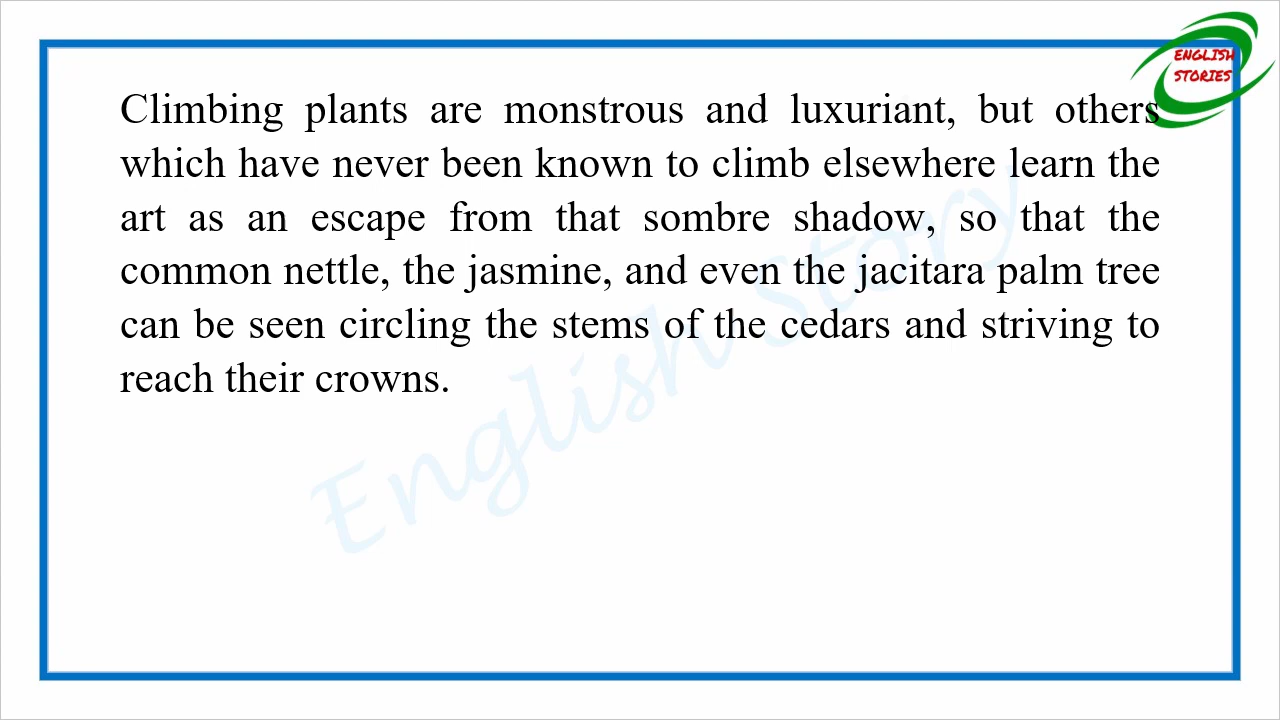 ENGLISH
STORIES
Climbing plants are monstrous and luxuriant, but others
which have never been known to climb elsewhere learn the
art as an escape from that sombre shadow, so that the
common nettle, the jasmine, and even the jacitara palm tree
can be seen circling the stems of the cedars and striving to
reach their crowns.
English Story